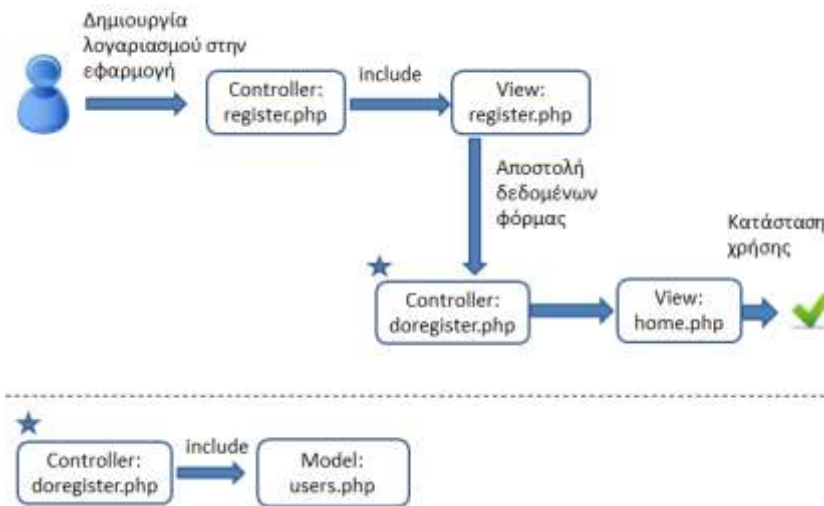 Δημιουργία
λογαριασμού στην
εφαρμογή
Controller:
register.php
include
View:
register.php
Αποστολή
δεδομένων
φόρμας
Κατάσταση
χρήσης
Controller:
doregister.php
View:
home.php
Controller:
doregister.php
include
Model:
users.php